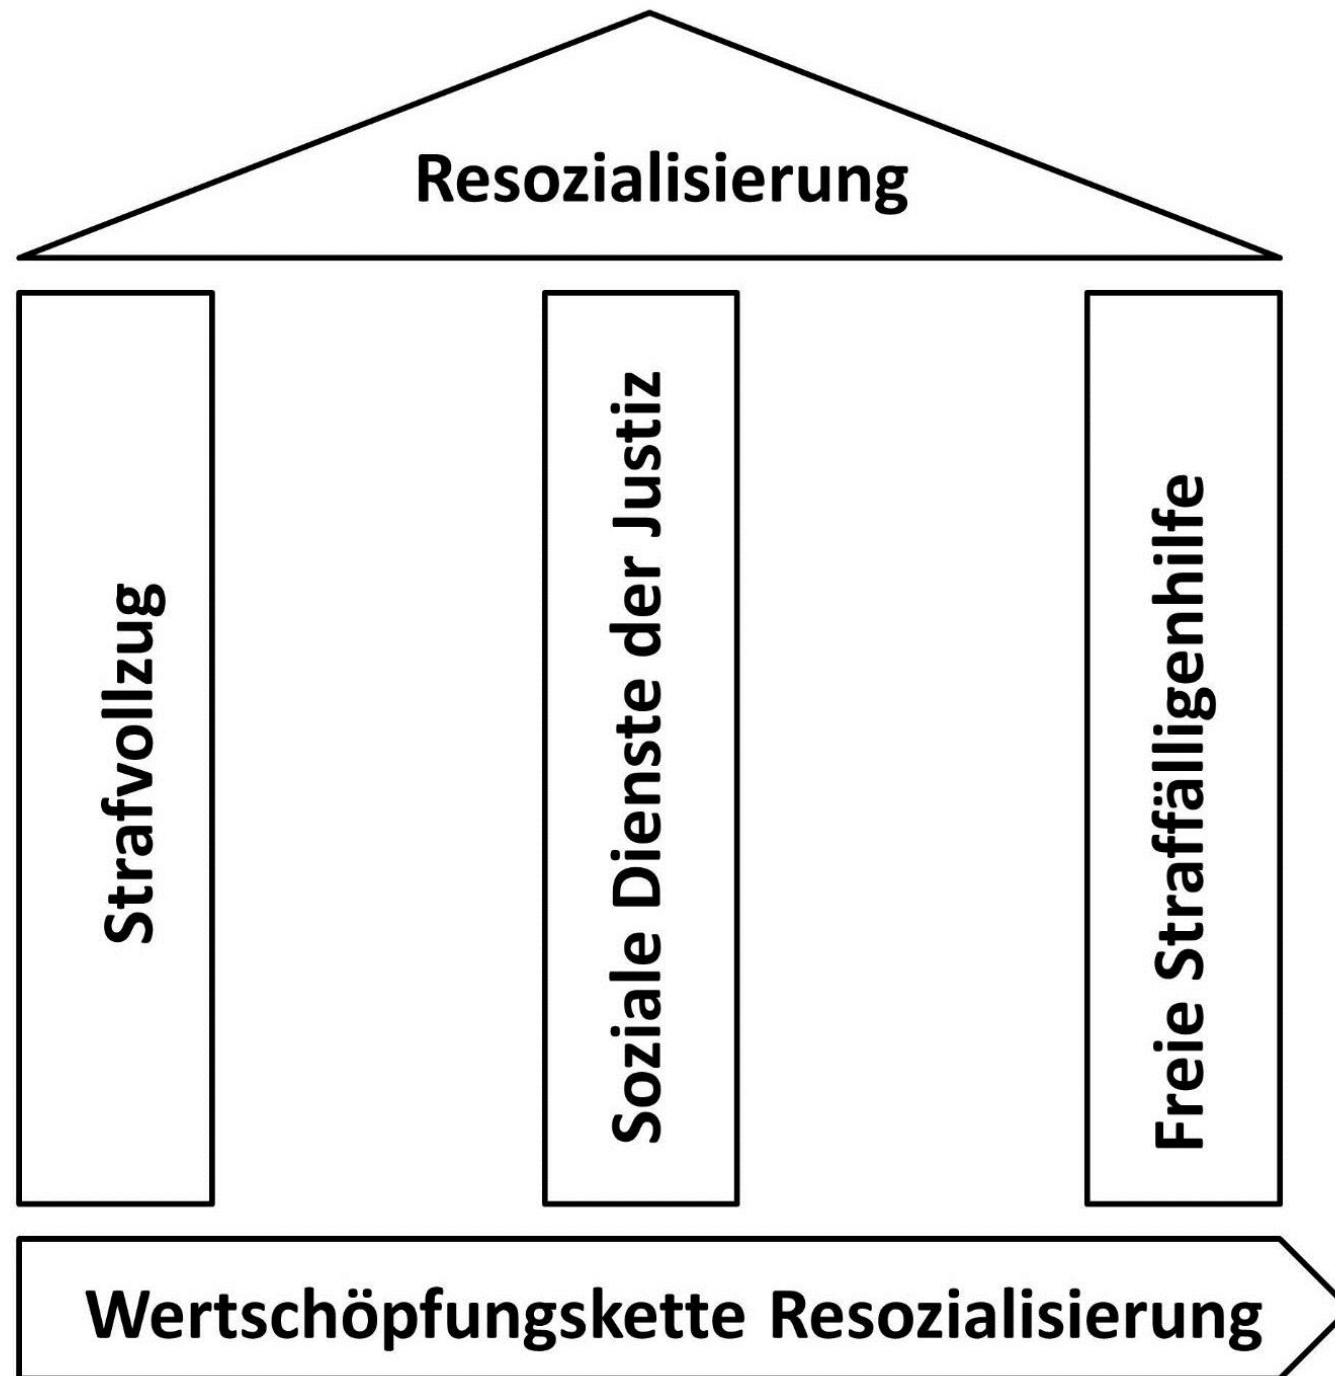 Resozialisierung
Strafvollzug
Soziale Dienste der Justiz
Freie Straffälligenhilfe
Wertschöpfungskette Resozialisierung